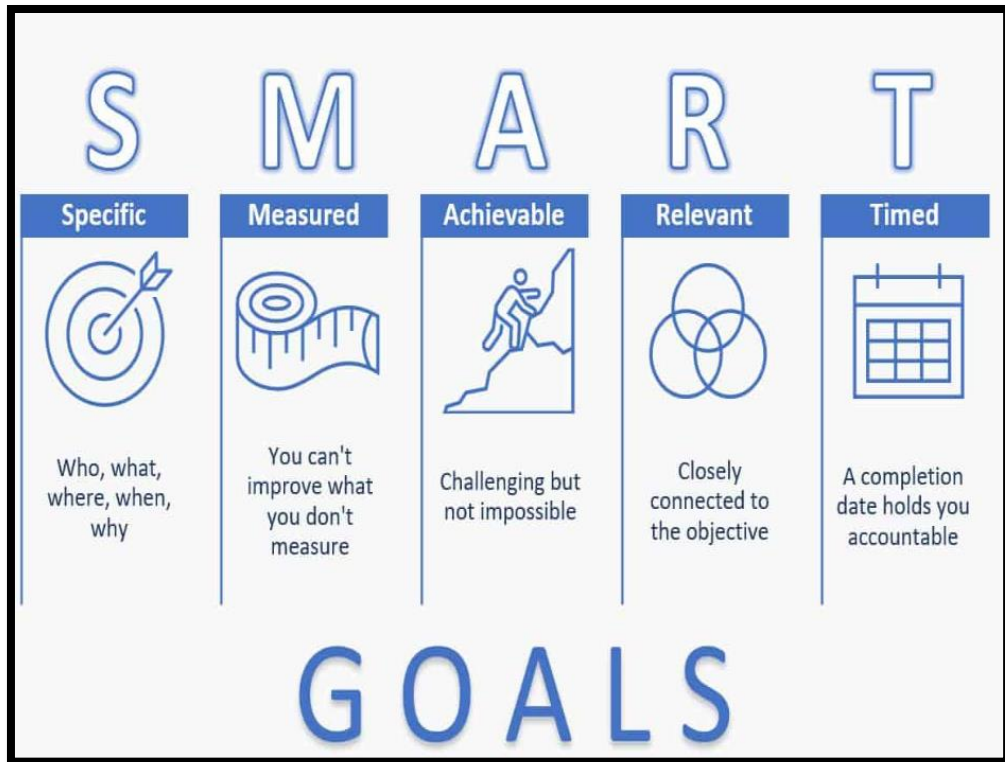 S M A R T
Specific
Measured
Achievable
Relevant
Timed
Who, what,
where, when,
why
You can't
improve what
you don't
measure
Challenging but
not impossible
Closely
connected to
the objective
A completion
date holds you
accountable
GOALS